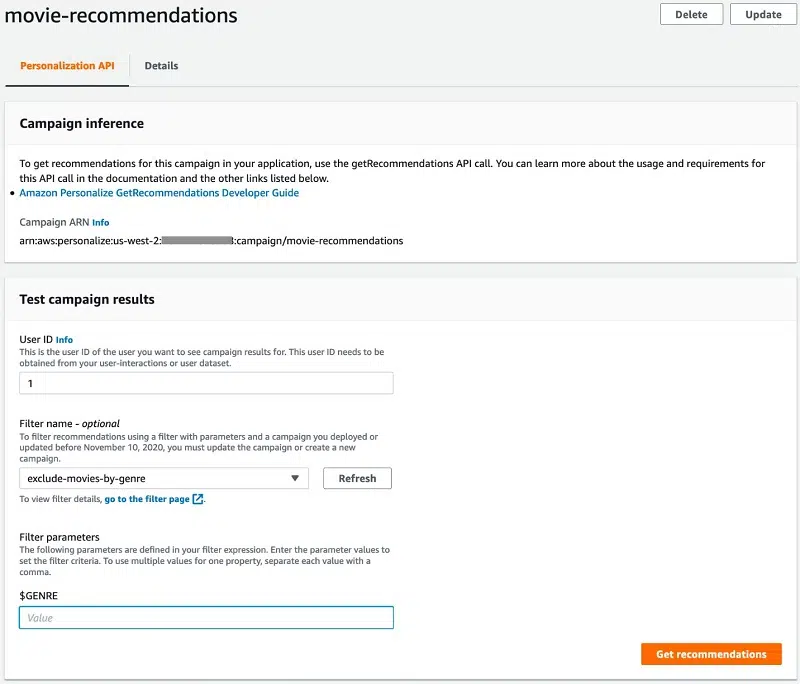 movie-recommendations
Delete
Update
Personalization API
Details
Campaign inference
To get recommendations for this campaign in your application, use the getRecommendations API call. You can learn more about the usage and requirements for
this API call in the documentation and the other links listed below.
• Amazon Personalize GetRecommendations Developer Guide
Campaign ARN Info
arn:aws:personalize:us-west-2: :campaign/movie-recommendations
Test campaign results
User ID Info
This is the user ID of the user you want to see campaign results for. This user ID needs to be
obtained from your user-interactions or user dataset.
1
Filter name - optional
To filter recommendations using a filter with parameters and a campaign you deployed or
updated before November 10, 2020, you must update the campaign or create a new
campaign.
exclude-movies-by-genre
Refresh
To view filter details, go to the filter page.
Filter parameters
The following parameters are defined in your filter expression. Enter the parameter values to
set the filter criteria. To use multiple values for one property, separate each value with a
comma.
$GENRE
Value
Get recommendations